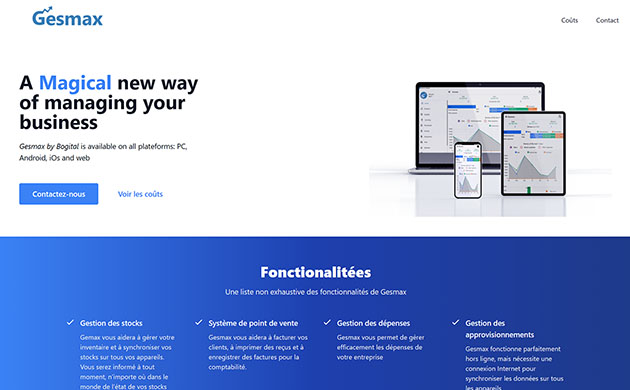 Gesmax
Coûts Contact
A Magical new way
of managing your
business
Gesmax by Bogital is available on all plateforms: PC,
Android, iOs and web
Contactez-nous Voir les coûts
Fonctionalitées
Une liste non exhaustive des fonctionnalités de Gesmax
Gestion des stocks
Gesmax vous aidera à gérer votre
inventaire et à synchroniser vos
stocks sur tous vos appareils.
Vous serez informé à tout
moment, n'importe où dans le
monde de l'état de vos stocks
Système de point de vente
Gesmax vous aidera à facturer vos
clients, à imprimer des reçus et à
enregistrer des factures pour la
comptabilité.
Gestion des dépenses
Gesmax vous permet de gérer
efficacement les dépenses de
votre entreprise
Gestion des
approvisionnements
Gesmax fonctionne parfaitement
hors ligne, mais nécessite une
connexion Internet pour
synchroniser les données sur tous
les appareils